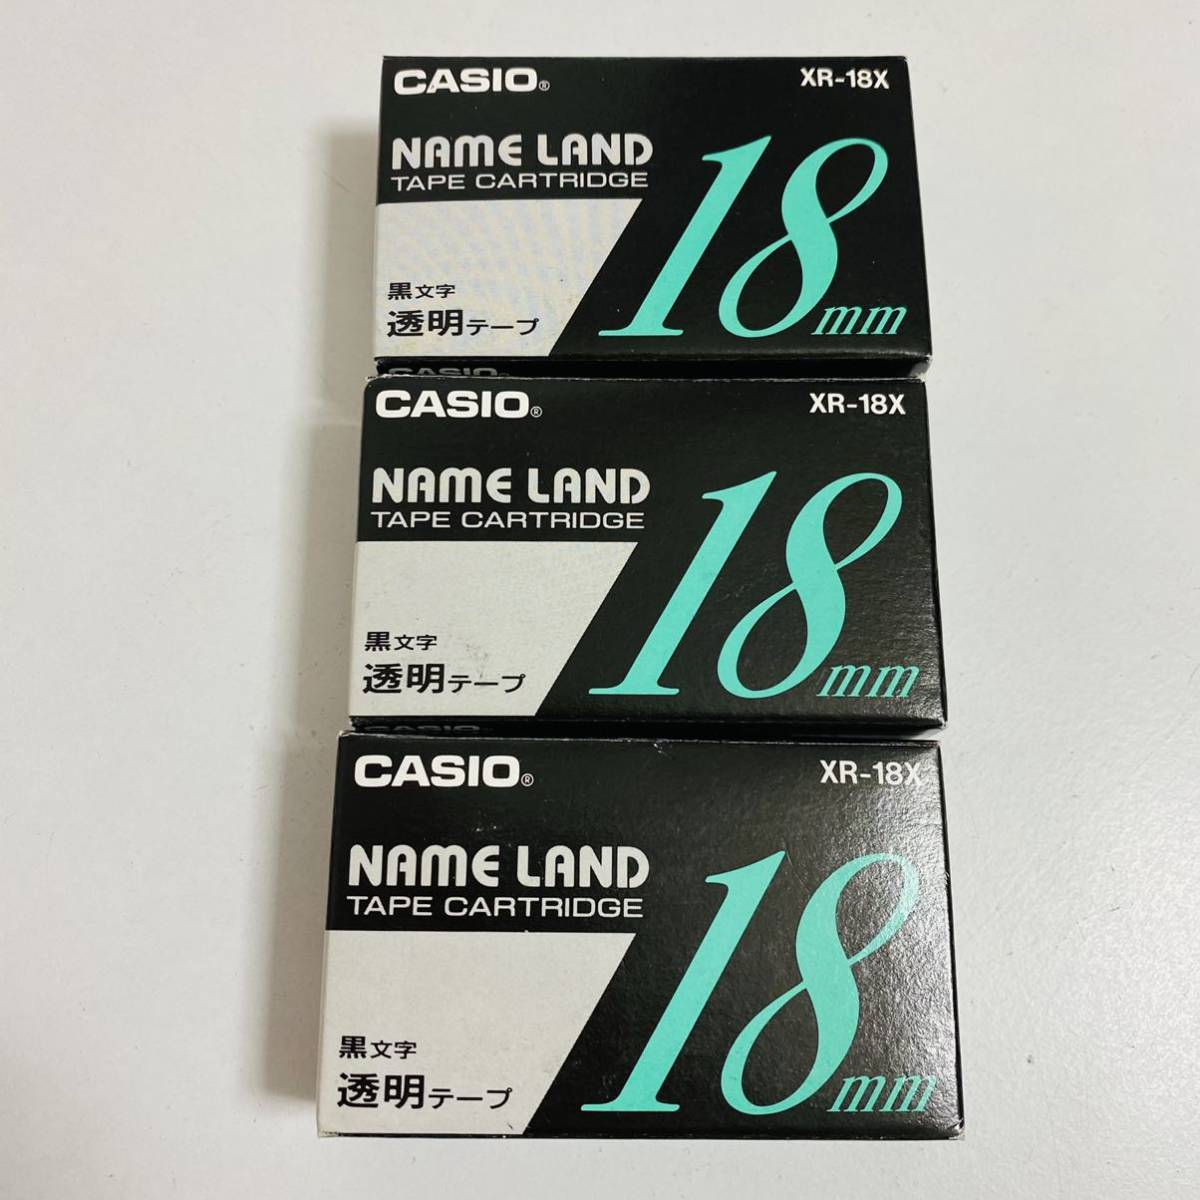 CASIO® XR-18X
NAME LAND
TAPE CARTRIDGE
18mm
黒文字
透明テープ
CASIO®
CASIO® XR-18X
NAME LAND
TAPE CARTRIDGE
18mm
黒文字
透明テープ
CASIO®
CASIO® XR-18X
NAME LAND
TAPE CARTRIDGE
18mm
黒文字
透明テープ